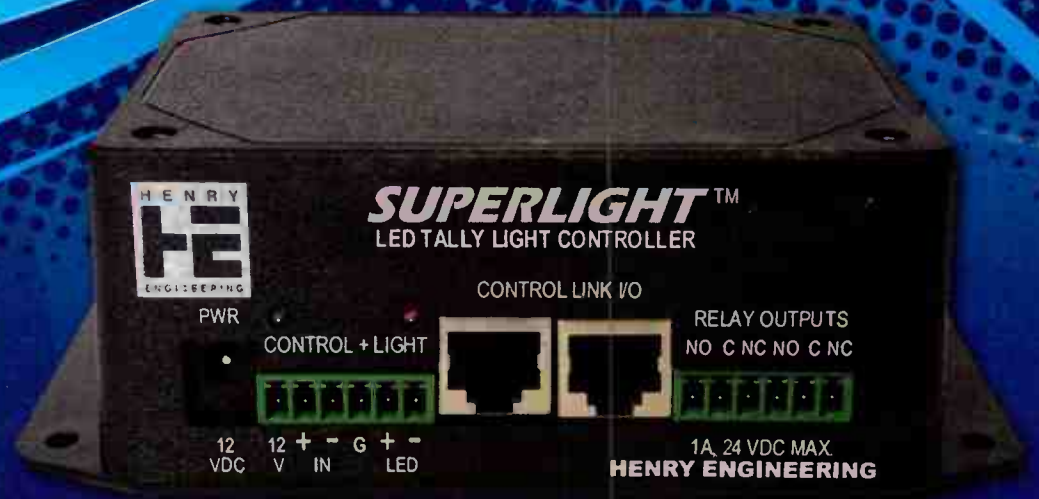 HENRY
HE
ENGINEERING
SUPERLIGHT™
LED TALLY LIGHT CONTROLLER
CONTROL LINK I/O
PWR
CONTROL + LIGHT
RELAY OUTPUTS
NO C NC NO C NC
12 VDC
12 V
+ - IN
G
+ - LED
1A, 24 VDC MAX.
HENRY ENGINEERING